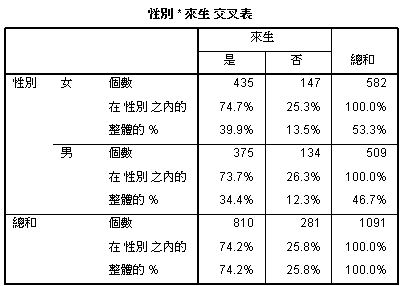 性別 * 來生 交叉表
來生
是 否 總和
性別 女 個數 435 147 582
在 性別 之內的 74.7% 25.3% 100.0%
整體的 % 39.9% 13.5% 53.3%
男 個數 375 134 509
在 性別 之內的 73.7% 26.3% 100.0%
整體的 % 34.4% 12.3% 46.7%
總和 個數 810 281 1091
在 性別 之內的 74.2% 25.8% 100.0%
整體的 % 74.2% 25.8% 100.0%